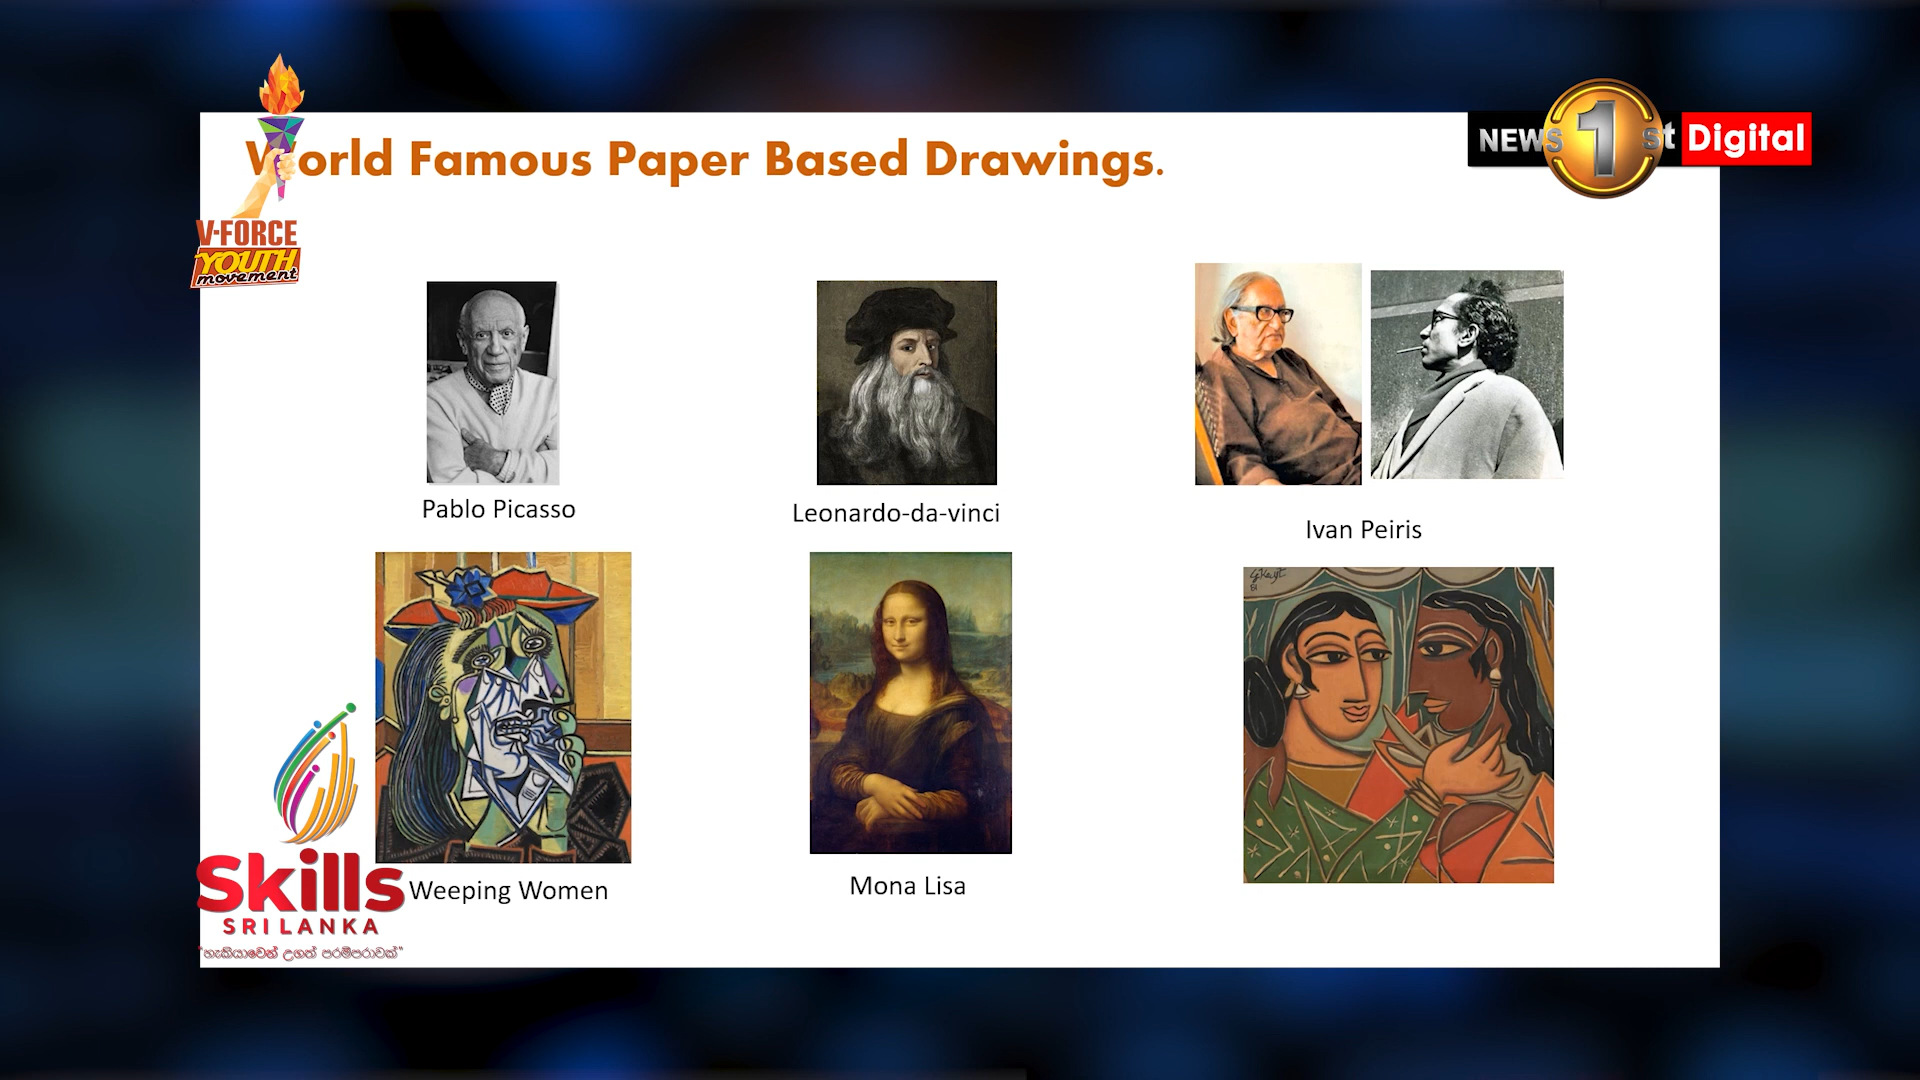 World Famous Paper Based Drawings.
NEWS 1st Digital
V-FORCE
YOUTH
movement
Pablo Picasso
Leonardo-da-vinci
Ivan Peiris
81
Weeping Women
Mona Lisa
Skills
SRI LANKA
"හැකියාවෙන් උගත් පරම්පරාවක්"